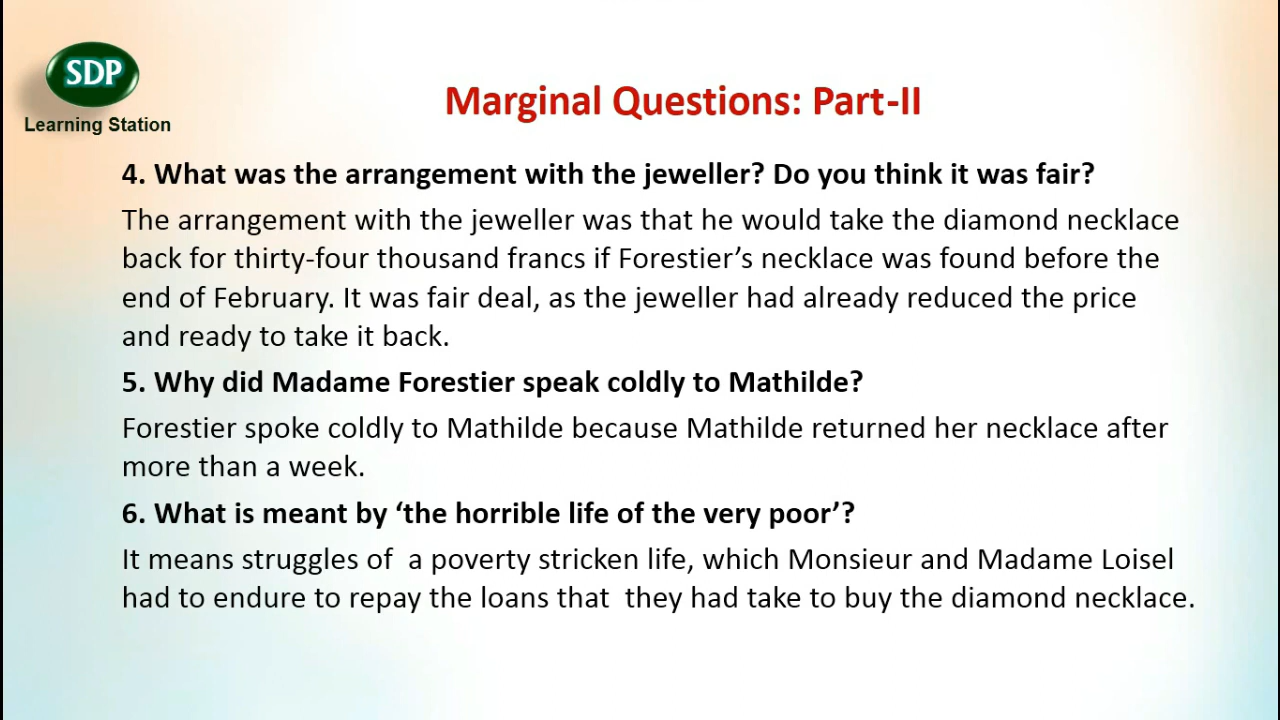 SDP
Learning Station
Marginal Questions: Part-II
4. What was the arrangement with the jeweller? Do you think it was fair?
The arrangement with the jeweller was that he would take the diamond necklace
back for thirty-four thousand francs if Forestier’s necklace was found before the
end of February. It was fair deal, as the jeweller had already reduced the price
and ready to take it back.
5. Why did Madame Forestier speak coldly to Mathilde?
Forestier spoke coldly to Mathilde because Mathilde returned her necklace after
more than a week.
6. What is meant by ‘the horrible life of the very poor’?
It means struggles of  a poverty stricken life, which Monsieur and Madame Loisel
had to endure to repay the loans that  they had take to buy the diamond necklace.